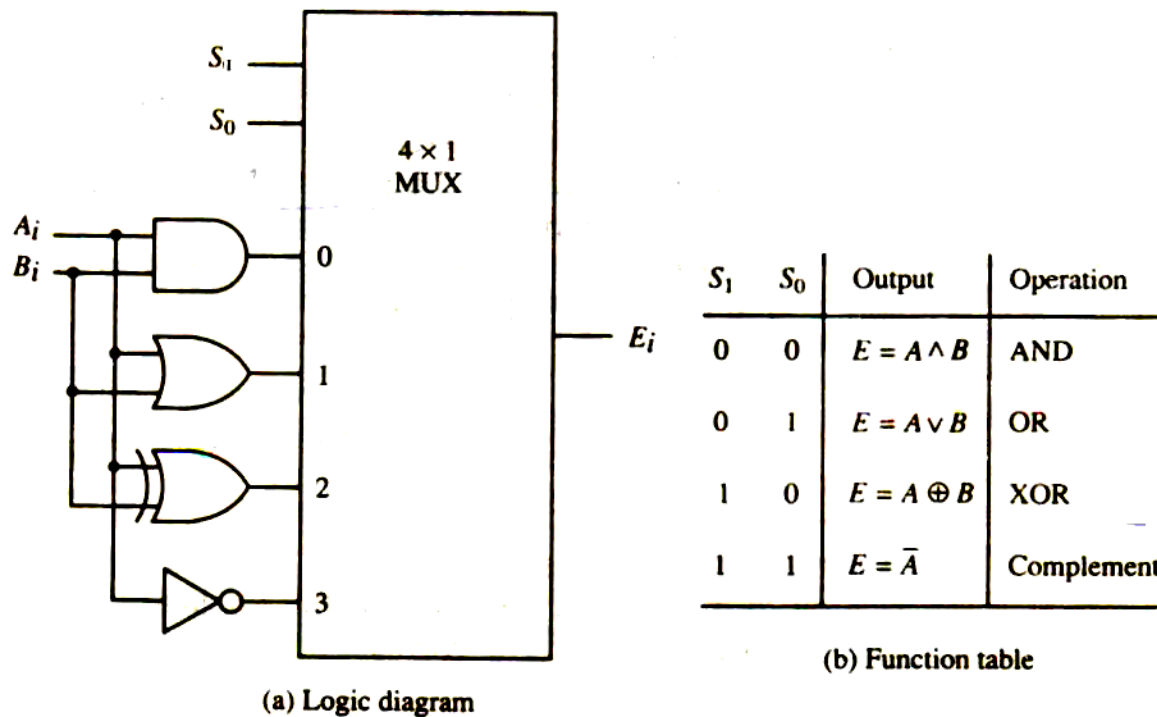 S₁
S₀
4 × 1
MUX
Aᵢ
Bᵢ
0
1
2
3
Eᵢ
(a) Logic diagram
S₁ S₀ Output Operation
0 0 E = A ∧ B AND
0 1 E = A ∨ B OR
1 0 E = A ⊕ B XOR
1 1 E = A̅ Complement
(b) Function table